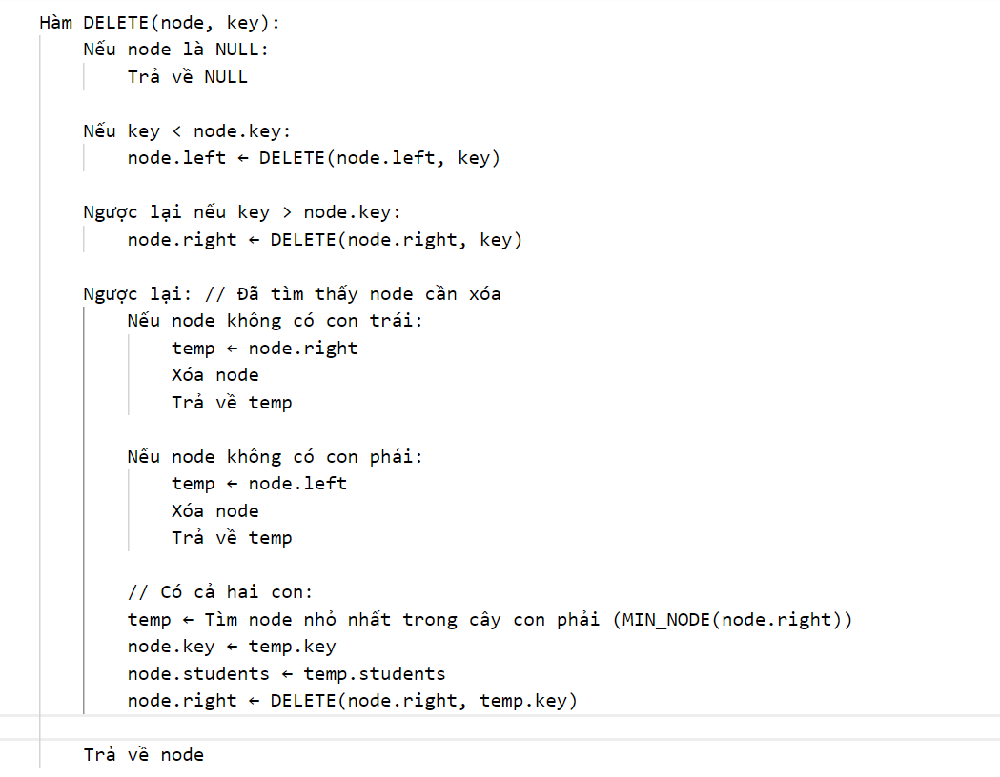 Hàm DELETE(node, key):
Nếu node là NULL:
Trả về NULL
Nếu key < node.key:
node.left ← DELETE(node.left, key)
Ngược lại nếu key > node.key:
node.right ← DELETE(node.right, key)
Ngược lại: // Đã tìm thấy node cần xóa
Nếu node không có con trái:
temp ← node.right
Xóa node
Trả về temp
Nếu node không có con phải:
temp ← node.left
Xóa node
Trả về temp
// Có cả hai con:
temp ← Tìm node nhỏ nhất trong cây con phải (MIN_NODE(node.right))
node.key ← temp.key
node.students ← temp.students
node.right ← DELETE(node.right, temp.key)
Trả về node